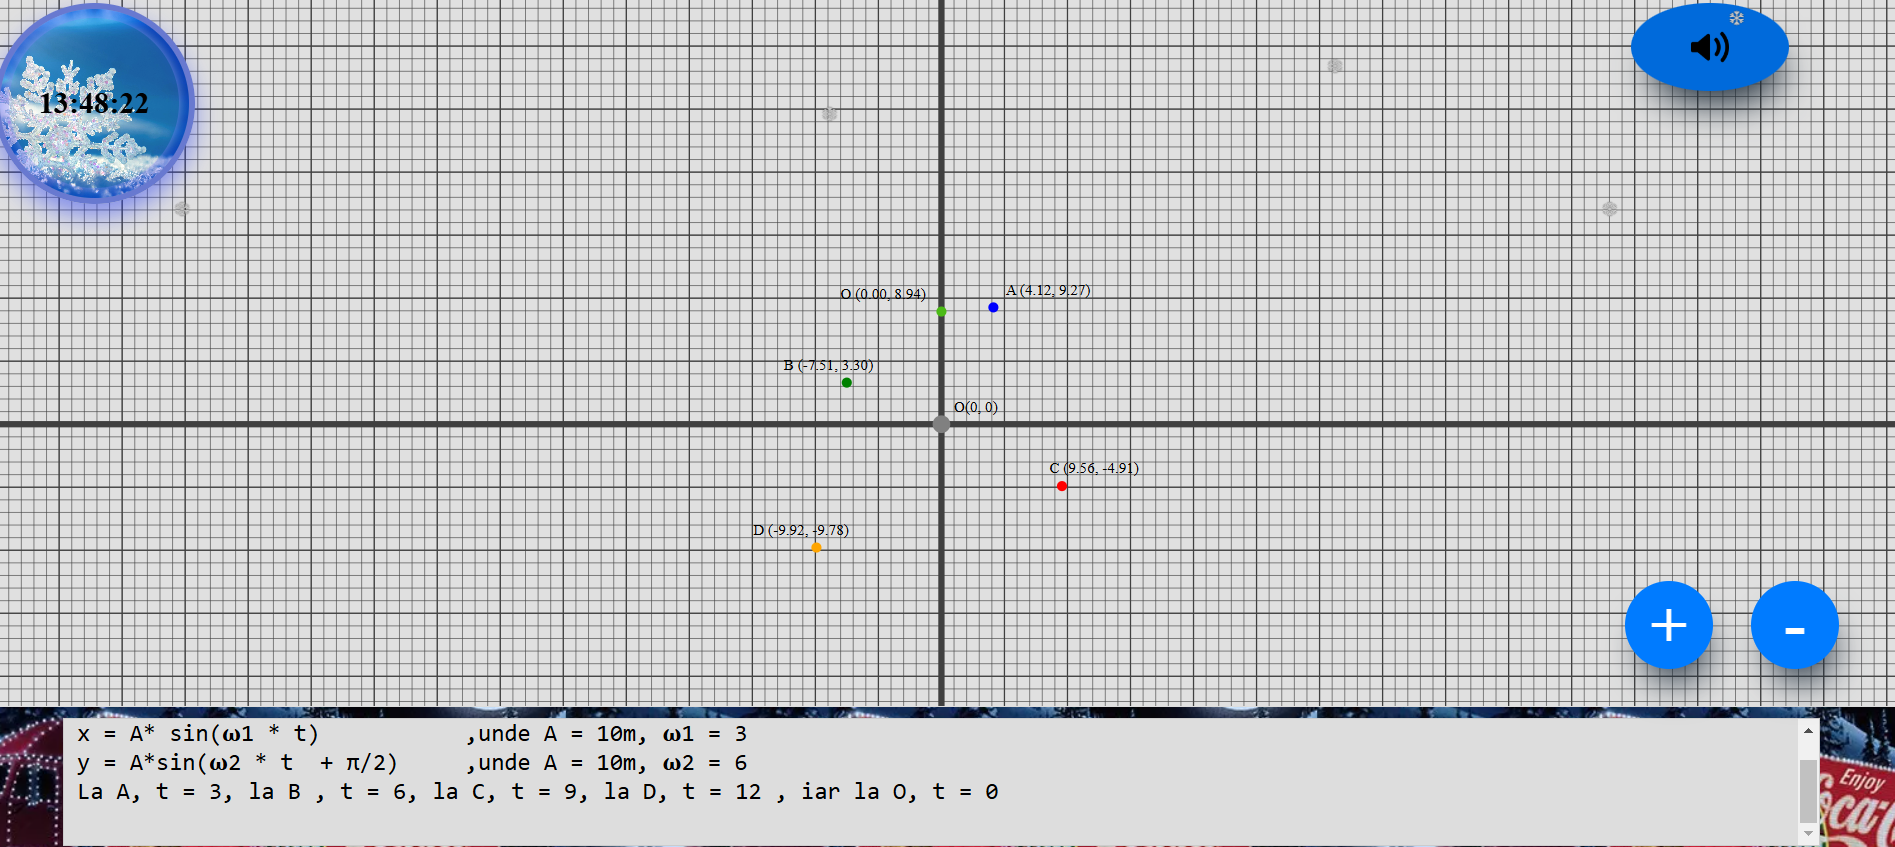 13:48:22
O (0.00, 8.94)
A (4.12, 9.27)
B (-7.51, 3.30)
O(0, 0)
C (9.56, -4.91)
D (-9.92, -9.78)
+
-
x = A* sin(ω1 * t) ,unde A = 10m, ω1 = 3
y = A*sin(ω2 * t + π/2) ,unde A = 10m, ω2 = 6
La A, t = 3, la B , t = 6, la C, t = 9, la D, t = 12 , iar la O, t = 0
Enjoy